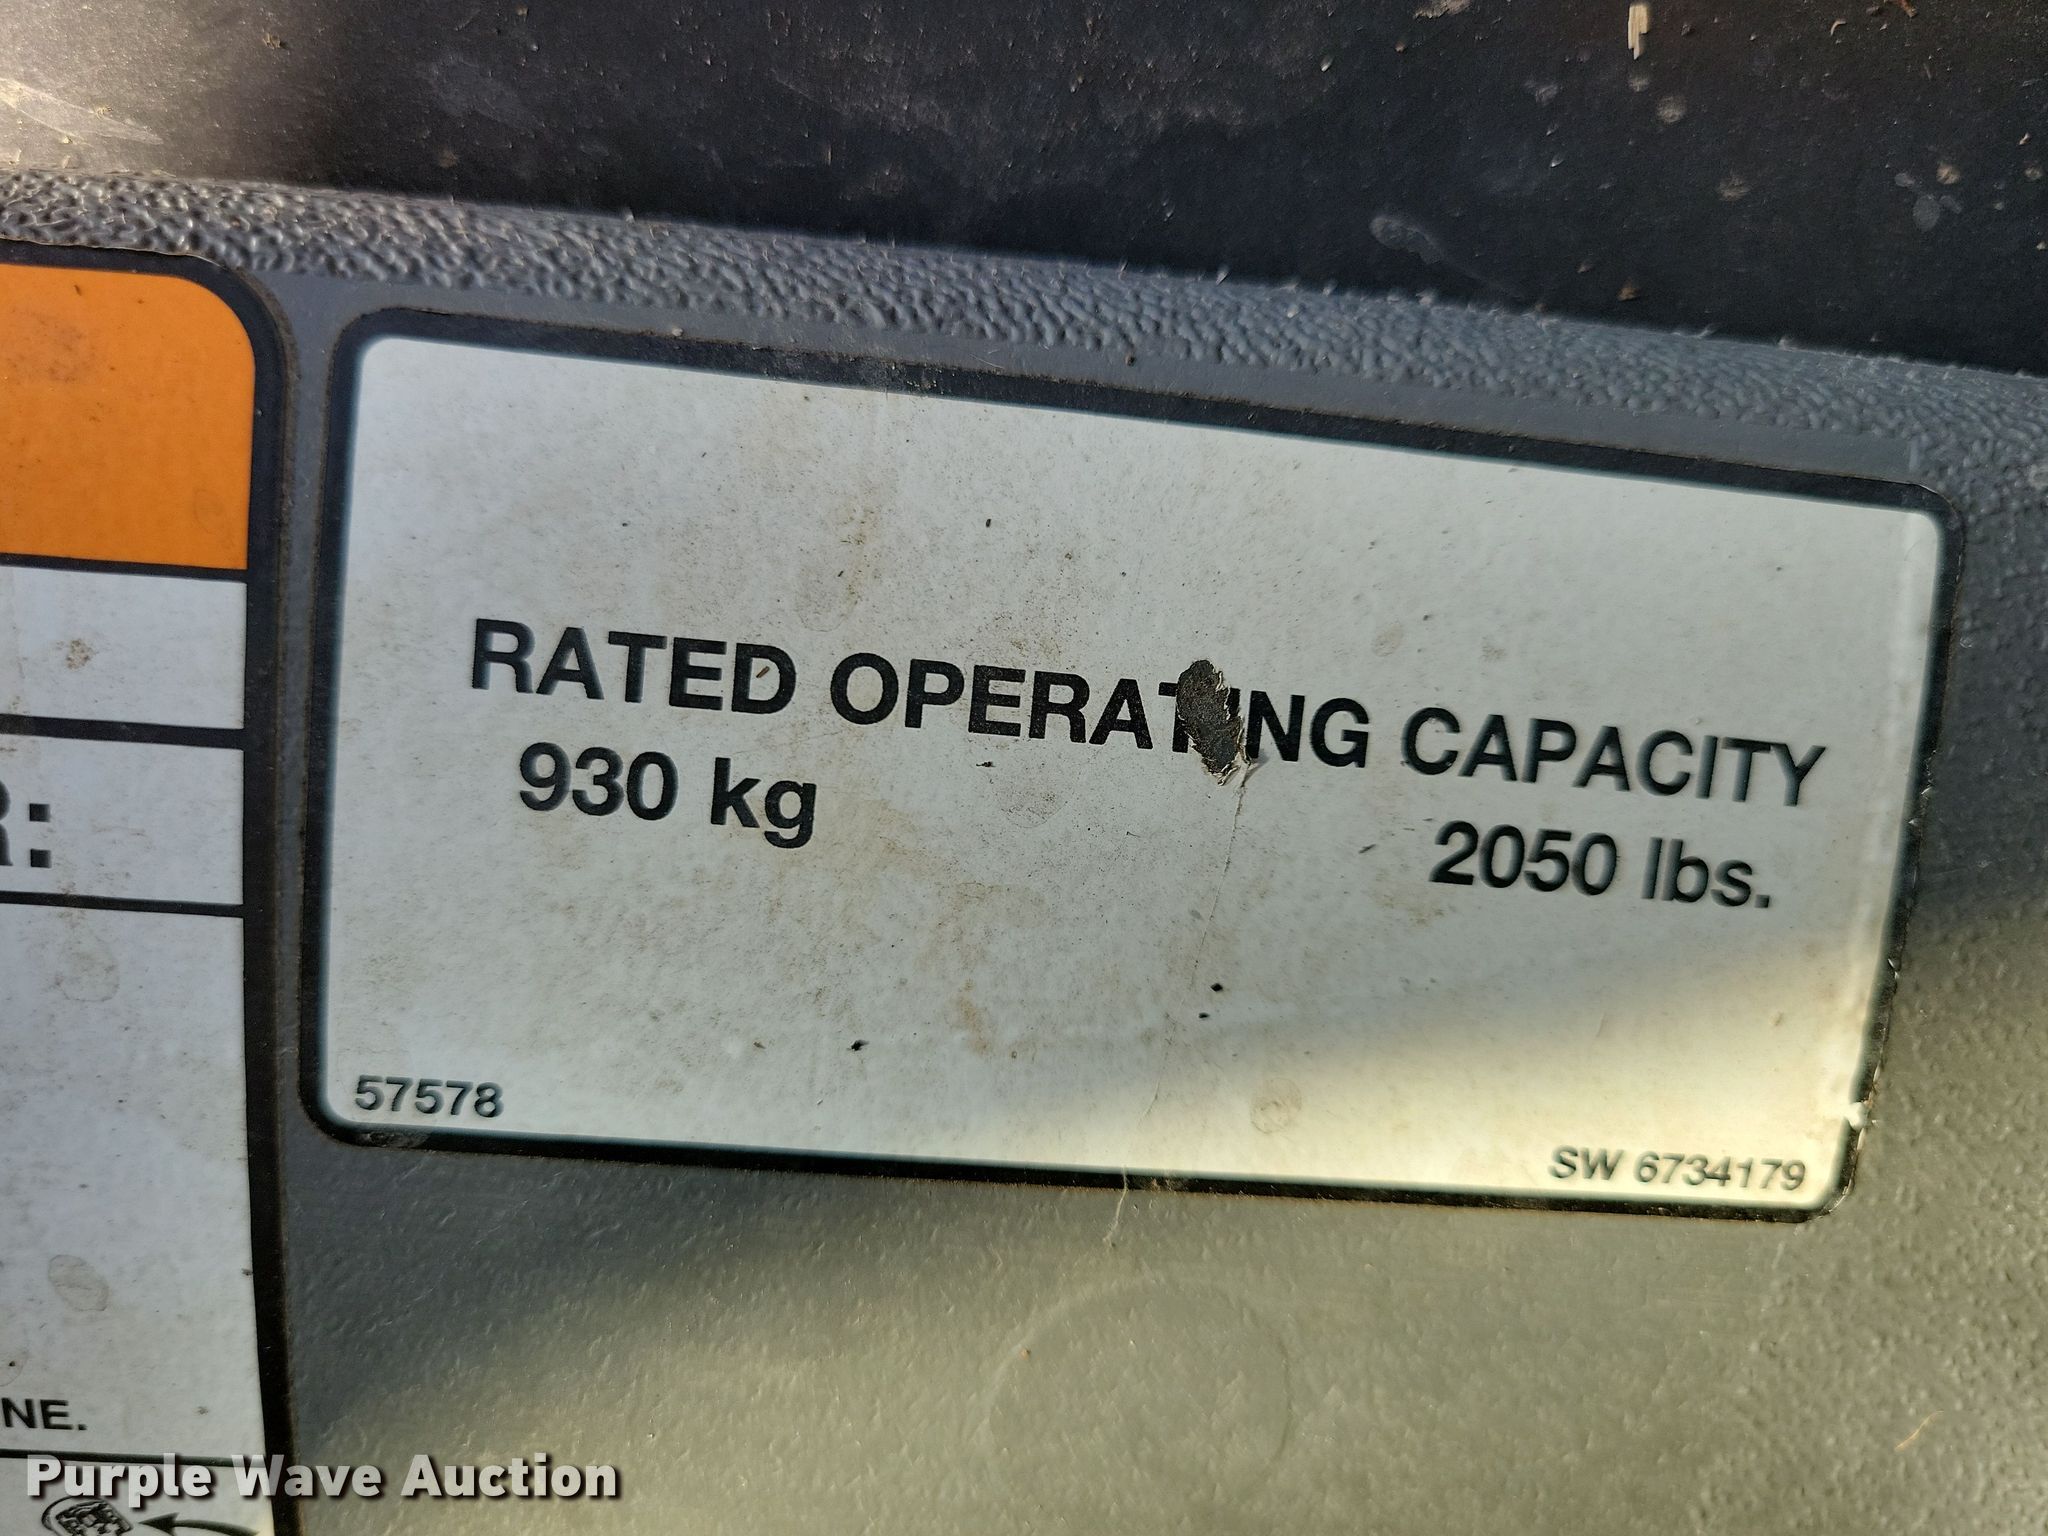 RATED OPERATING CAPACITY
930 kg 2050 lbs.
57578
SW 6734179
R:
NE.
Purple Wave Auction